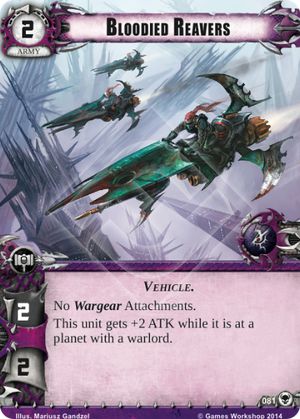 2
BLOODIED REAVERS
ARMY
VEHICLE.
No Wargear Attachments.
This unit gets +2 ATK while it is at a
planet with a warlord.
2
2
081
Illus. Mariusz Gandzel
© Games Workshop 2014